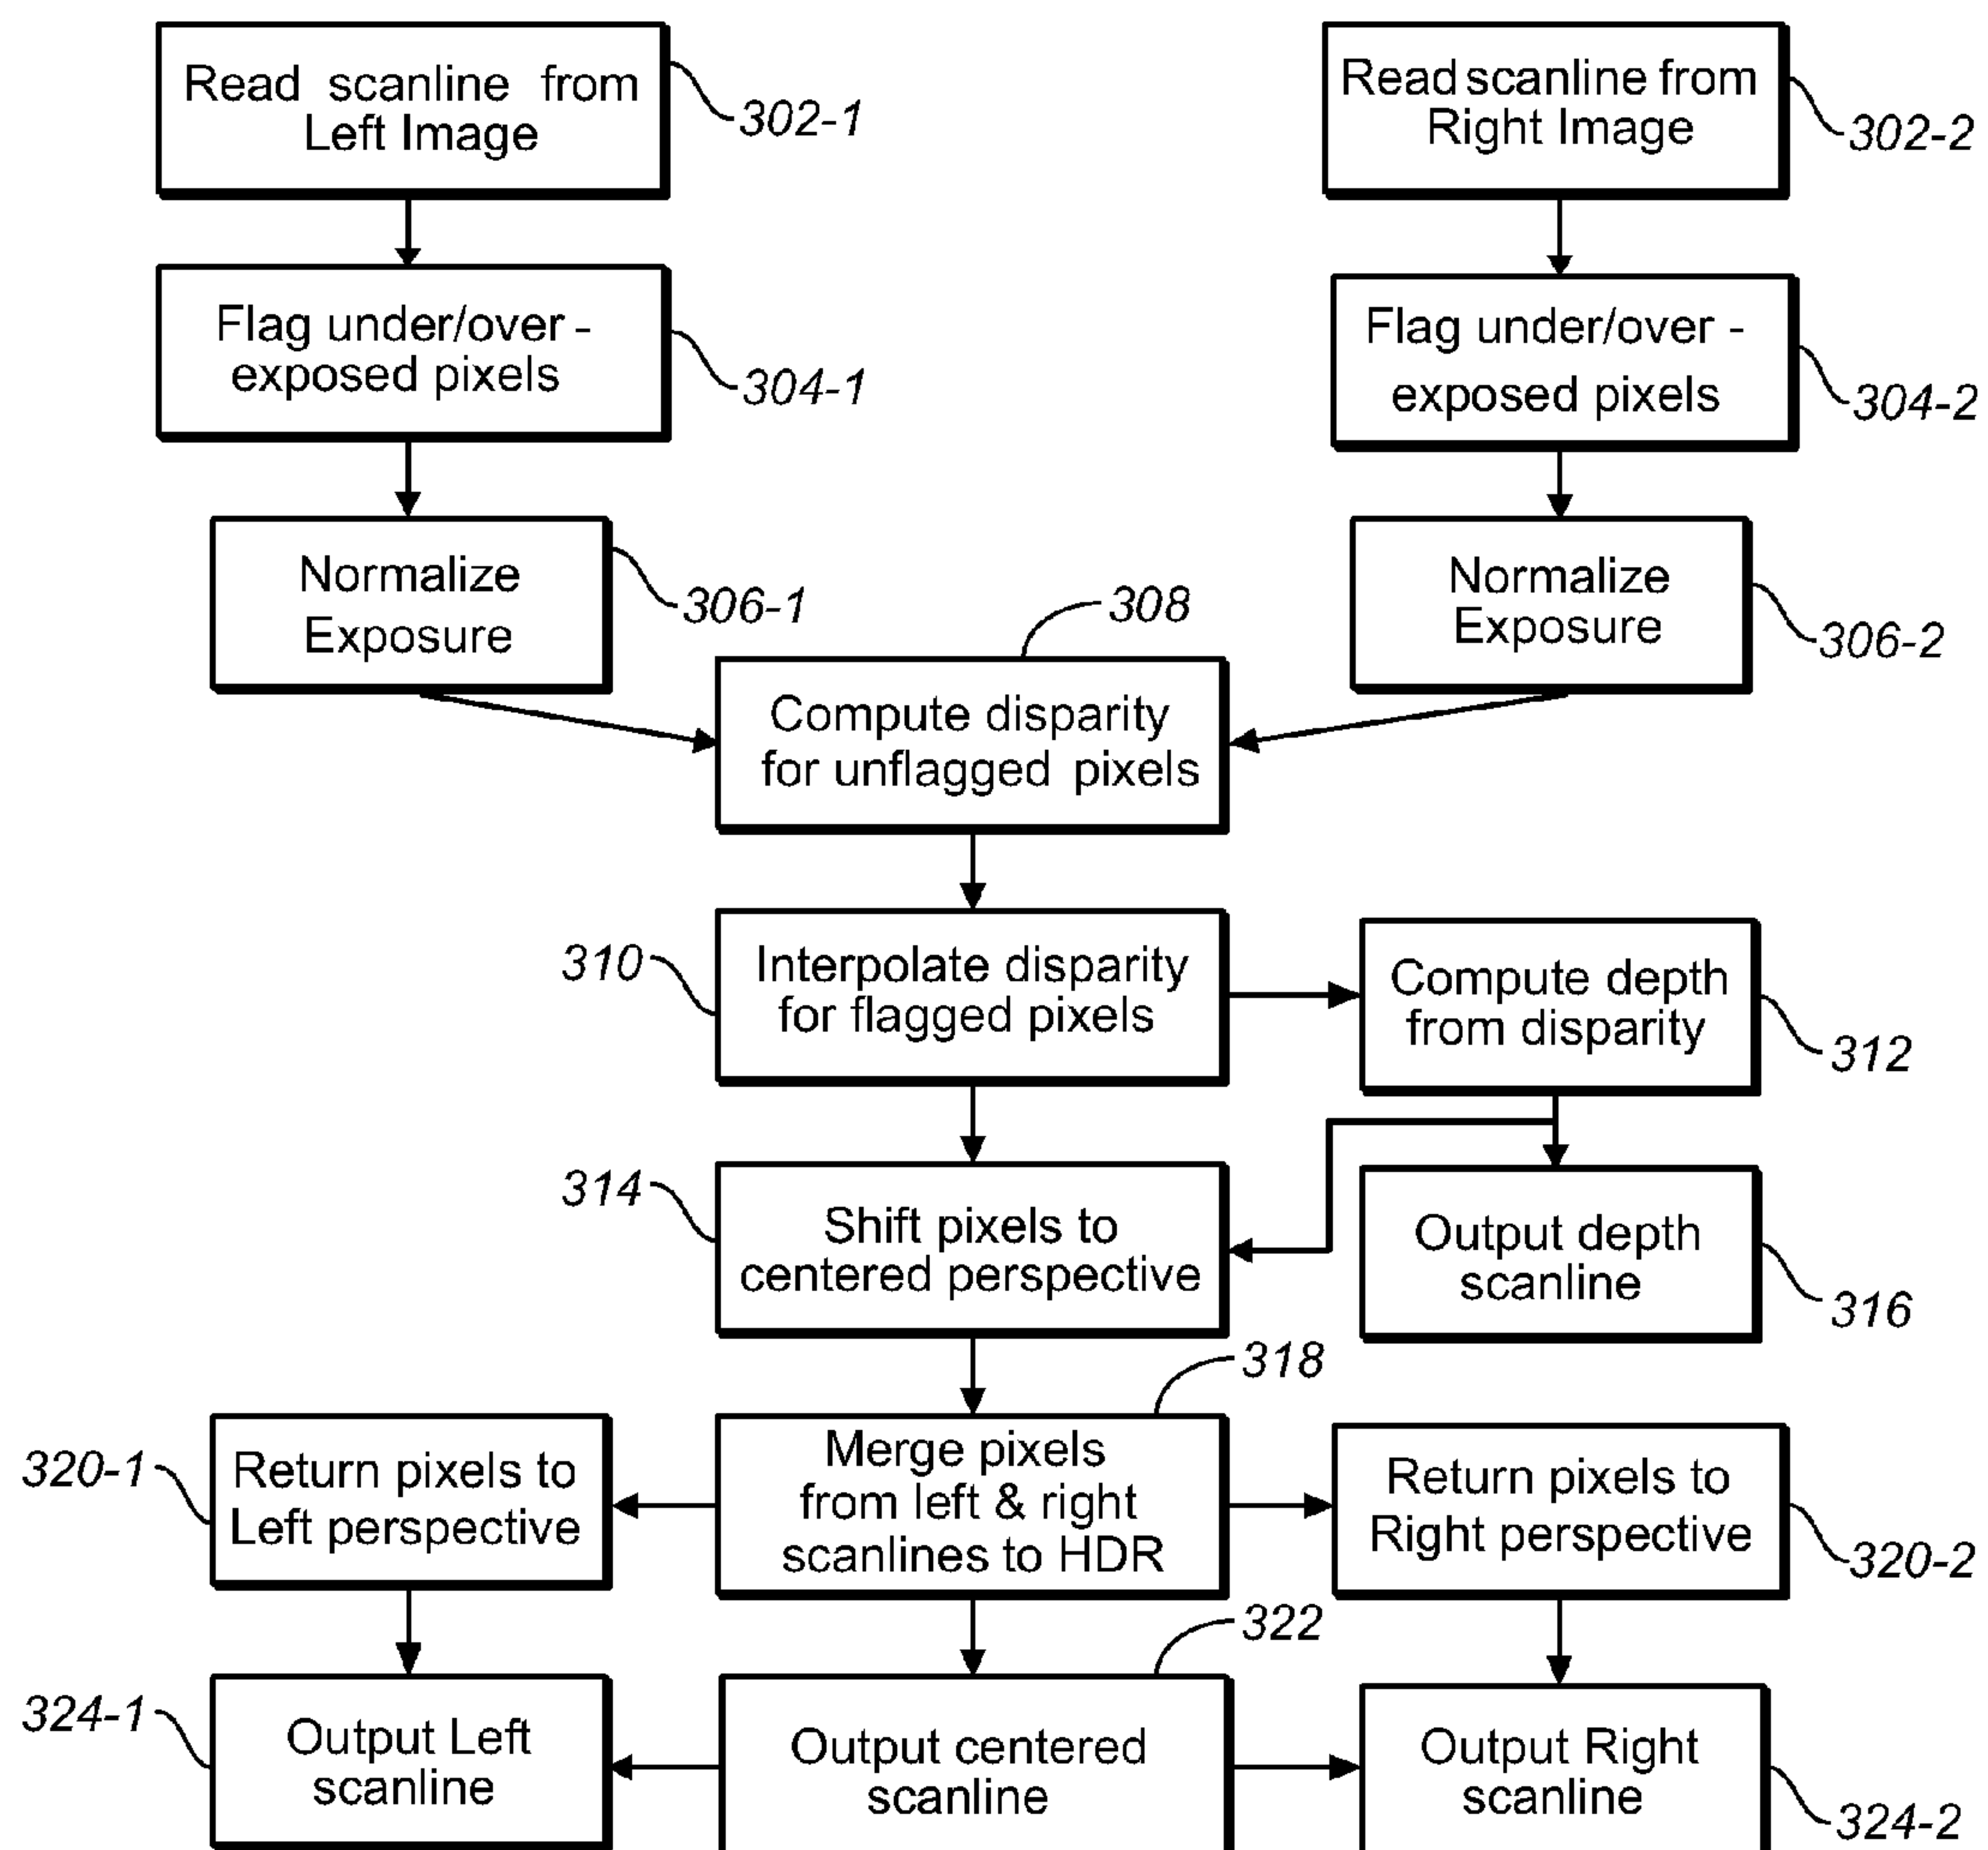 Read scanline from
Left Image
302-1
Read scanline from
Right Image
302-2
Flag under/over -
exposed pixels
304-1
Flag under/over -
exposed pixels
304-2
Normalize
Exposure
306-1
Normalize
Exposure
306-2
308
Compute disparity
for unflagged pixels
310
Interpolate disparity
for flagged pixels
Compute depth
from disparity
312
314
Shift pixels to
centered perspective
Output depth
scanline
316
318
320-1
Return pixels to
Left perspective
Merge pixels
from left & right
scanlines to HDR
Return pixels to
Right perspective
320-2
322
324-1
Output Left
scanline
Output centered
scanline
Output Right
scanline
324-2